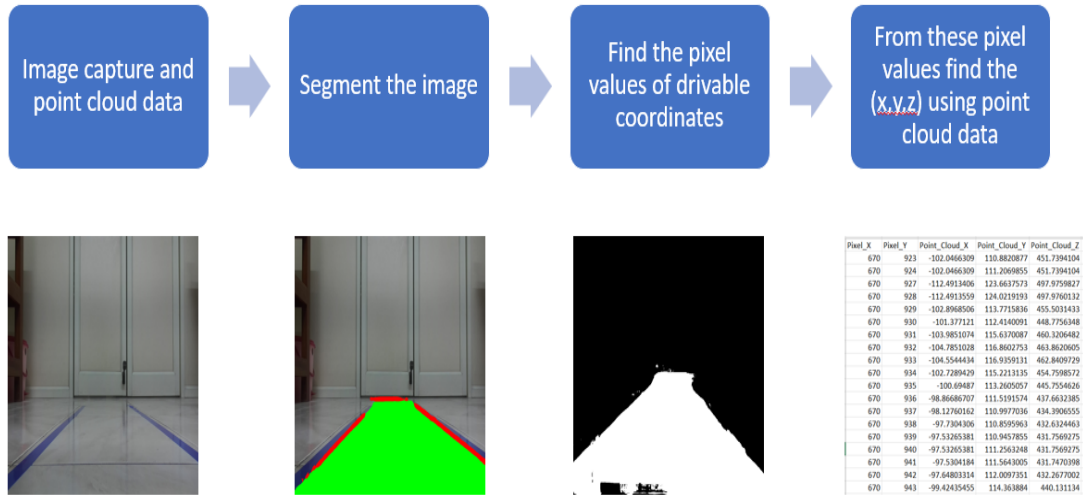 Image capture and
point cloud data
Segment the image
Find the pixel
values of drivable
coordinates
From these pixel
values find the
(x,y,z) using point
cloud data
Pixel_X Pixel_Y Point_Cloud_X Point_Cloud_Y Point_Cloud_Z
670 923 -102.0466309 110.8820877 451.7394104
670 924 -102.0466309 111.2069855 451.7394104
670 927 -112.4913406 123.6637573 497.9759827
670 928 -112.4913559 124.0219193 497.9760132
670 929 -102.8968506 113.7715836 455.5031433
670 930 -101.377121 112.4140091 448.7756348
670 931 -103.9851074 115.6370087 460.3206482
670 932 -104.7851028 116.8602753 463.8620605
670 933 -104.5544434 116.9359131 462.8409729
670 934 -102.7289429 115.2213135 454.7598572
670 935 -100.69487 113.2605057 445.7554626
670 936 -98.86686707 111.5191574 437.6632385
670 937 -98.12760162 110.9977036 434.3906555
670 938 -97.7304306 110.8595963 432.6324463
670 939 -97.53265381 110.9457855 431.7569275
670 940 -97.53265381 111.2563248 431.7569275
670 941 -97.5304184 111.5643005 431.7470398
670 942 -97.64803314 112.0097351 432.2677002
670 943 -99.42435455 114.363884 440.131134